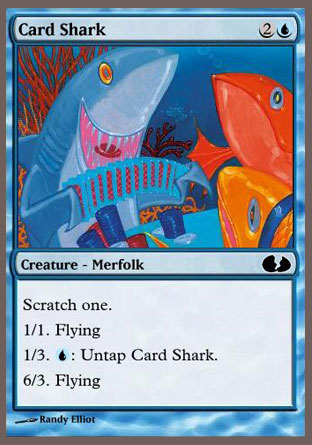 Card Shark 2
Creature - Merfolk
Scratch one.
1/1. Flying
1/3. : Untap Card Shark.
6/3. Flying
Randy Elliot